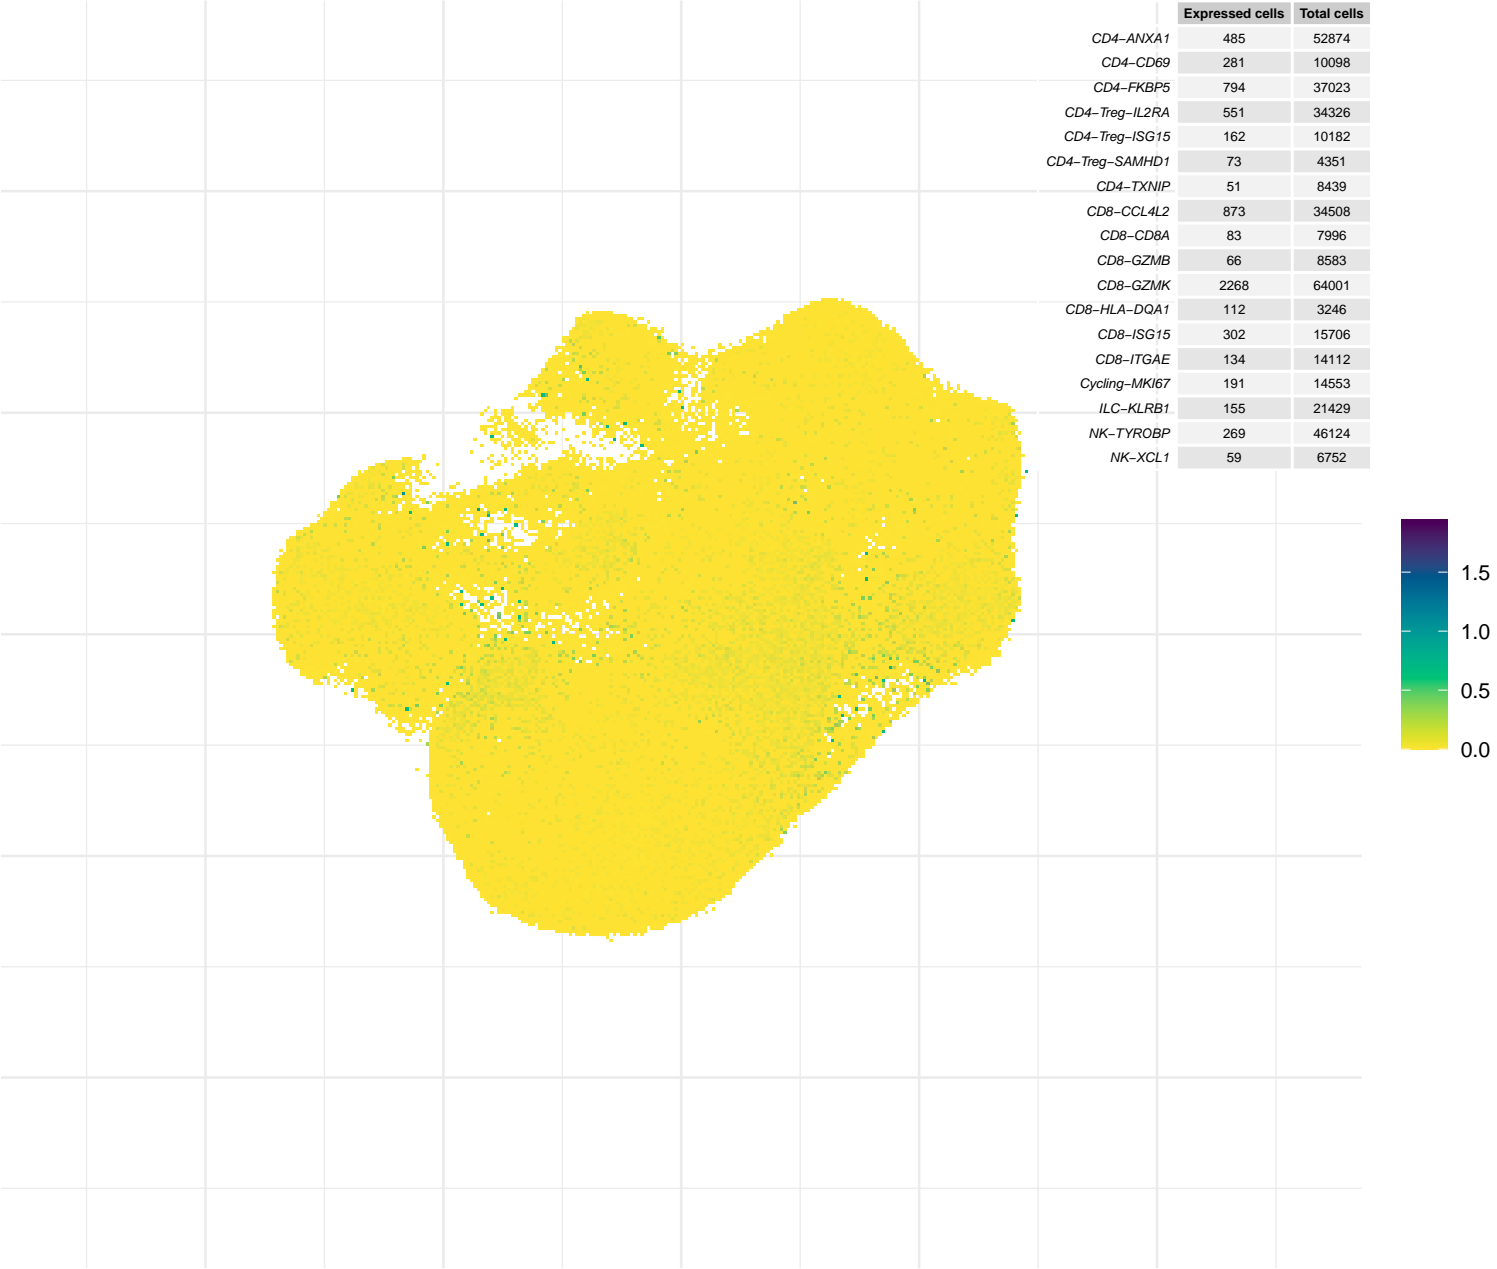 Expressed cells Total cells
CD4−ANXA1 485 52874
CD4−CD69 281 10098
CD4−FKBP5 794 37023
CD4−Treg−IL2RA 551 34326
CD4−Treg−ISG15 162 10182
CD4−Treg−SAMHD1 73 4351
CD4−TXNIP 51 8439
CD8−CCL4L2 873 34508
CD8−CD8A 83 7996
CD8−GZMB 66 8583
CD8−GZMK 2268 64001
CD8−HLA−DQA1 112 3246
CD8−ISG15 302 15706
CD8−ITGAE 134 14112
Cycling−MKI67 191 14553
ILC−KLRB1 155 21429
NK−TYROBP 269 46124
NK−XCL1 59 6752
1.5
1.0
0.5
0.0